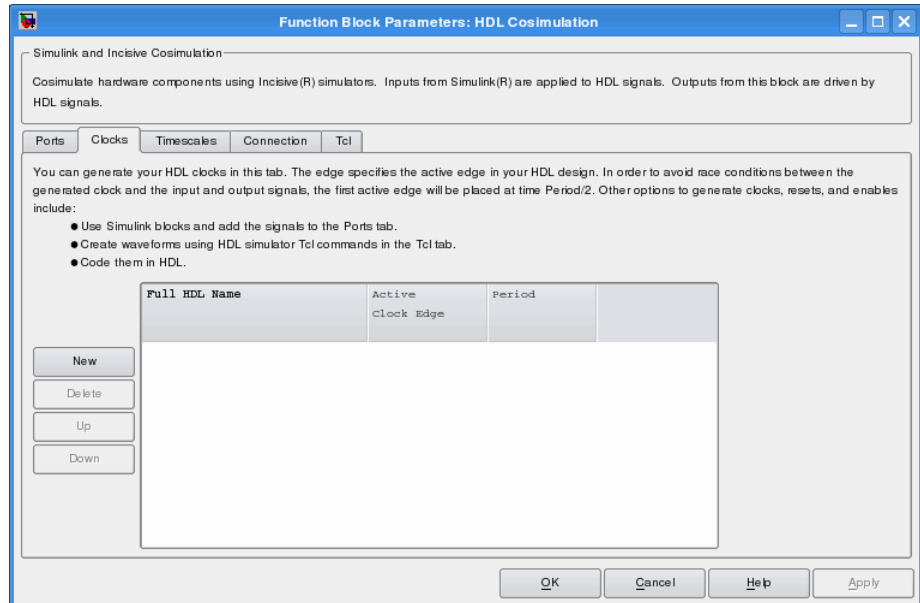 Function Block Parameters: HDL Cosimulation
Simulink and Incisive Cosimulation
Cosimulate hardware components using Incisive(R) simulators. Inputs from Simulink(R) are applied to HDL signals. Outputs from this block are driven by
HDL signals.
Ports Clocks Timescales Connection Tcl
You can generate your HDL clocks in this tab. The edge specifies the active edge in your HDL design. In order to avoid race conditions between the
generated clock and the input and output signals, the first active edge will be placed at time Period/2. Other options to generate clocks, resets, and enables
include:
● Use Simulink blocks and add the signals to the Ports tab.
● Create waveforms using HDL simulator Tcl commands in the Tcl tab.
● Code them in HDL.
Full HDL Name Active Period
Clock Edge
New
Delete
Up
Down
OK Cancel Help Apply